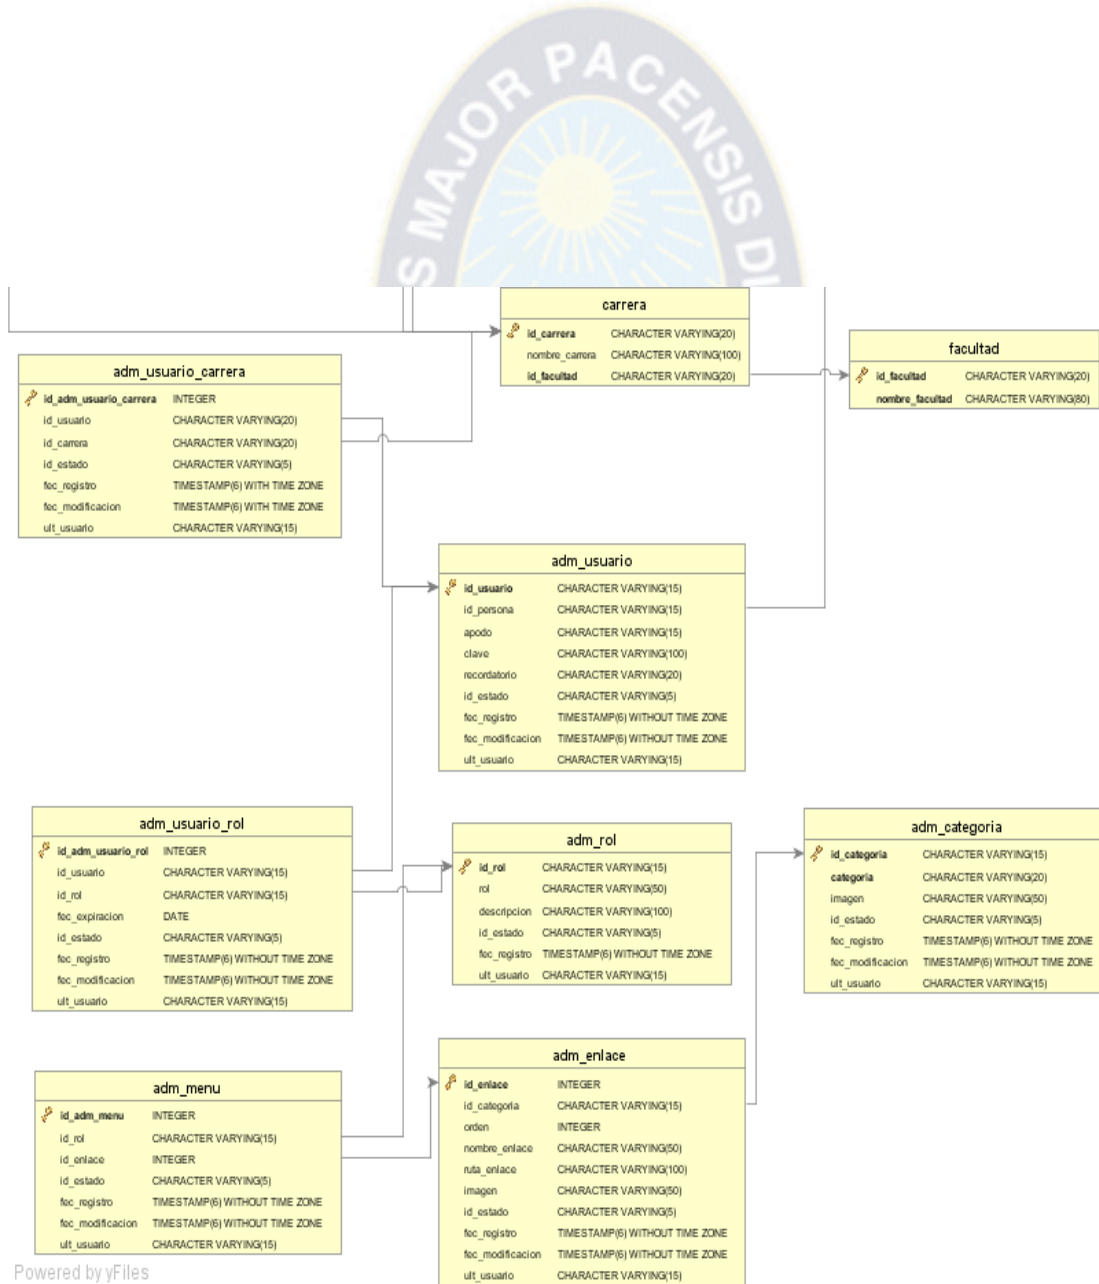 S MAJOR PACENSIS DI
carrera
id_carrera CHARACTER VARYING(20)
nombre_carrera CHARACTER VARYING(100)
id_facultad CHARACTER VARYING(20)
facultad
id_facultad CHARACTER VARYING(20)
nombre_facultad CHARACTER VARYING(80)
adm_usuario_carrera
id_adm_usuario_carrera INTEGER
id_usuario CHARACTER VARYING(20)
id_carrera CHARACTER VARYING(20)
id_estado CHARACTER VARYING(5)
fec_registro TIMESTAMP(6) WITH TIME ZONE
fec_modificacion TIMESTAMP(6) WITH TIME ZONE
ult_usuario CHARACTER VARYING(15)
adm_usuario
id_usuario CHARACTER VARYING(15)
id_persona CHARACTER VARYING(15)
apodo CHARACTER VARYING(15)
clave CHARACTER VARYING(100)
recordatorio CHARACTER VARYING(20)
id_estado CHARACTER VARYING(5)
fec_registro TIMESTAMP(6) WITHOUT TIME ZONE
fec_modificacion TIMESTAMP(6) WITHOUT TIME ZONE
ult_usuario CHARACTER VARYING(15)
adm_usuario_rol
id_adm_usuario_rol INTEGER
id_usuario CHARACTER VARYING(15)
id_rol CHARACTER VARYING(15)
fec_expiracion DATE
id_estado CHARACTER VARYING(5)
fec_registro TIMESTAMP(6) WITHOUT TIME ZONE
fec_modificacion TIMESTAMP(6) WITHOUT TIME ZONE
ult_usuario CHARACTER VARYING(15)
adm_rol
id_rol CHARACTER VARYING(15)
rol CHARACTER VARYING(50)
descripcion CHARACTER VARYING(100)
id_estado CHARACTER VARYING(5)
fec_registro TIMESTAMP(6) WITHOUT TIME ZONE
ult_usuario CHARACTER VARYING(15)
adm_categoria
id_categoria CHARACTER VARYING(15)
categoria CHARACTER VARYING(20)
imagen CHARACTER VARYING(50)
id_estado CHARACTER VARYING(5)
fec_registro TIMESTAMP(6) WITHOUT TIME ZONE
fec_modificacion TIMESTAMP(6) WITHOUT TIME ZONE
ult_usuario CHARACTER VARYING(15)
adm_menu
id_adm_menu INTEGER
id_rol CHARACTER VARYING(15)
id_enlace INTEGER
id_estado CHARACTER VARYING(5)
fec_registro TIMESTAMP(6) WITHOUT TIME ZONE
fec_modificacion TIMESTAMP(6) WITHOUT TIME ZONE
ult_usuario CHARACTER VARYING(15)
adm_enlace
id_enlace INTEGER
id_categoria CHARACTER VARYING(15)
orden INTEGER
nombre_enlace CHARACTER VARYING(50)
ruta_enlace CHARACTER VARYING(100)
imagen CHARACTER VARYING(50)
id_estado CHARACTER VARYING(5)
fec_registro TIMESTAMP(6) WITHOUT TIME ZONE
fec_modificacion TIMESTAMP(6) WITHOUT TIME ZONE
ult_usuario CHARACTER VARYING(15)
Powered by yFiles